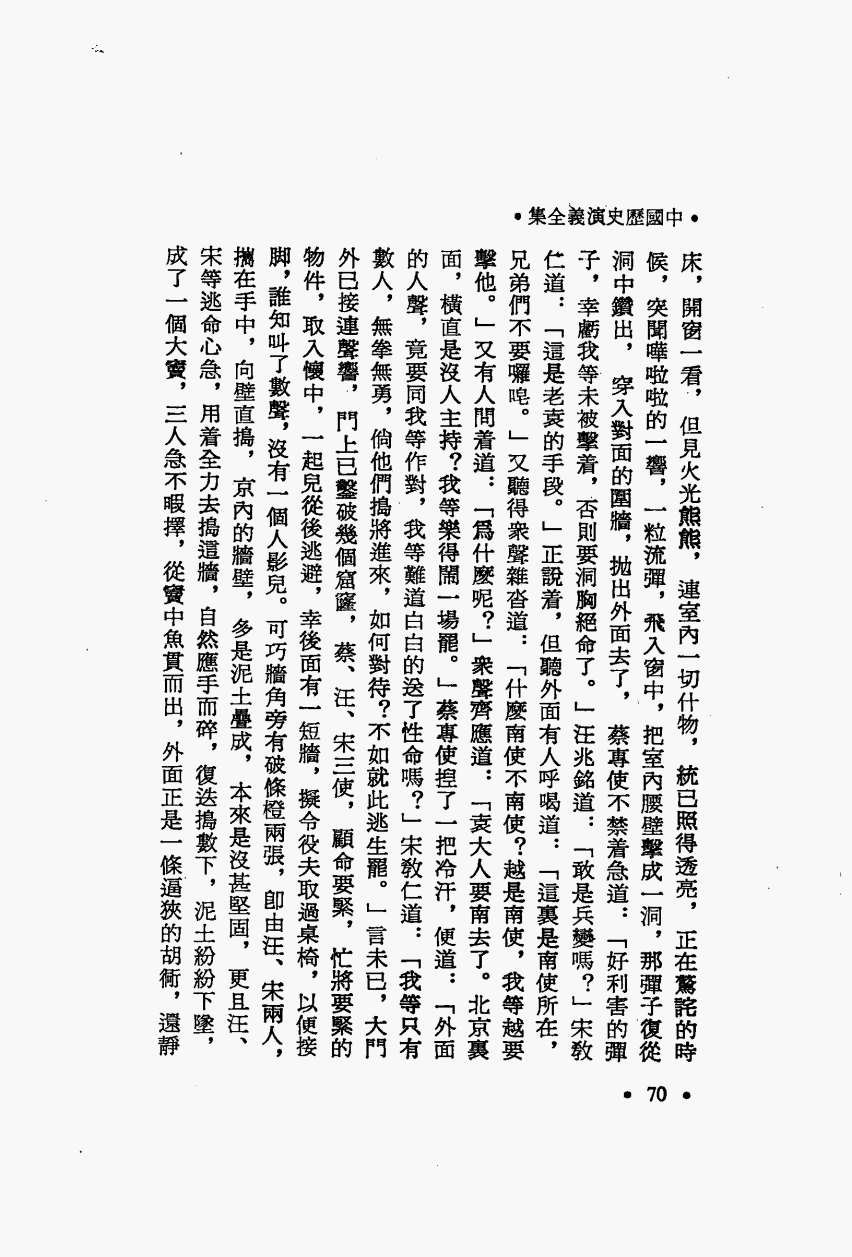 •中國歷史演義全集•
床，開窗一看，但見火光熊熊，連室內一切什物，統已照得透亮，正在驚詫的時
候，突聞嘩啦啦的一響，一粒流彈，飛入窗中，把室內腰壁擊成一洞，那彈子復從
洞中鑽出，穿入對面的圍牆，拋出外面去了，蔡專使不禁着急道：「好利害的彈
子，幸虧我等未被擊着，否則要洞胸絕命了。」汪兆銘道：「敢是兵變嗎？」宋敎
仁道：「這是老袁的手段。」正說着，但聽外面有人呼喝道：「這裏是南使所在，
兄弟們不要囉唣。」又聽得衆聲雜沓道：「什麼南使不南使？越是南使，我等越要
擊他。」又有人問着道：「爲什麼呢？」衆聲齊應道：「袁大人要南去了。北京裏
面，橫直是沒人主持？我等樂得鬧一場罷。」蔡專使揑了一把冷汗，便道：「外面
的人聲，竟要同我等作對，我等難道白白的送了性命嗎？」宋敎仁道：「我等只有
數人，無拳無勇，倘他們搗將進來，如何對待？不如就此逃生罷。」言未已，大門
外已接連聲響，門上已鑿破幾個窟窿，蔡、汪、宋三使，顧命要緊，忙將要緊的
物件，取入懷中，一起兒從後逃避，幸後面有一短牆，擬令役夫取過桌椅，以便接
脚，誰知叫了數聲，沒有一個人影兒。可巧牆角旁有破條櫈兩張，卽由汪、宋兩人，
攜在手中，向壁直搗，京內的牆壁，多是泥土疊成，本來是沒甚堅固，更且汪、
宋等逃命心急，用着全力去搗這牆，自然應手而碎，復迭搗數下，泥土紛紛下墜，
成了一個大竇，三人急不暇擇，從竇中魚貫而出，外面正是一條逼狹的胡衕，還靜
•70•